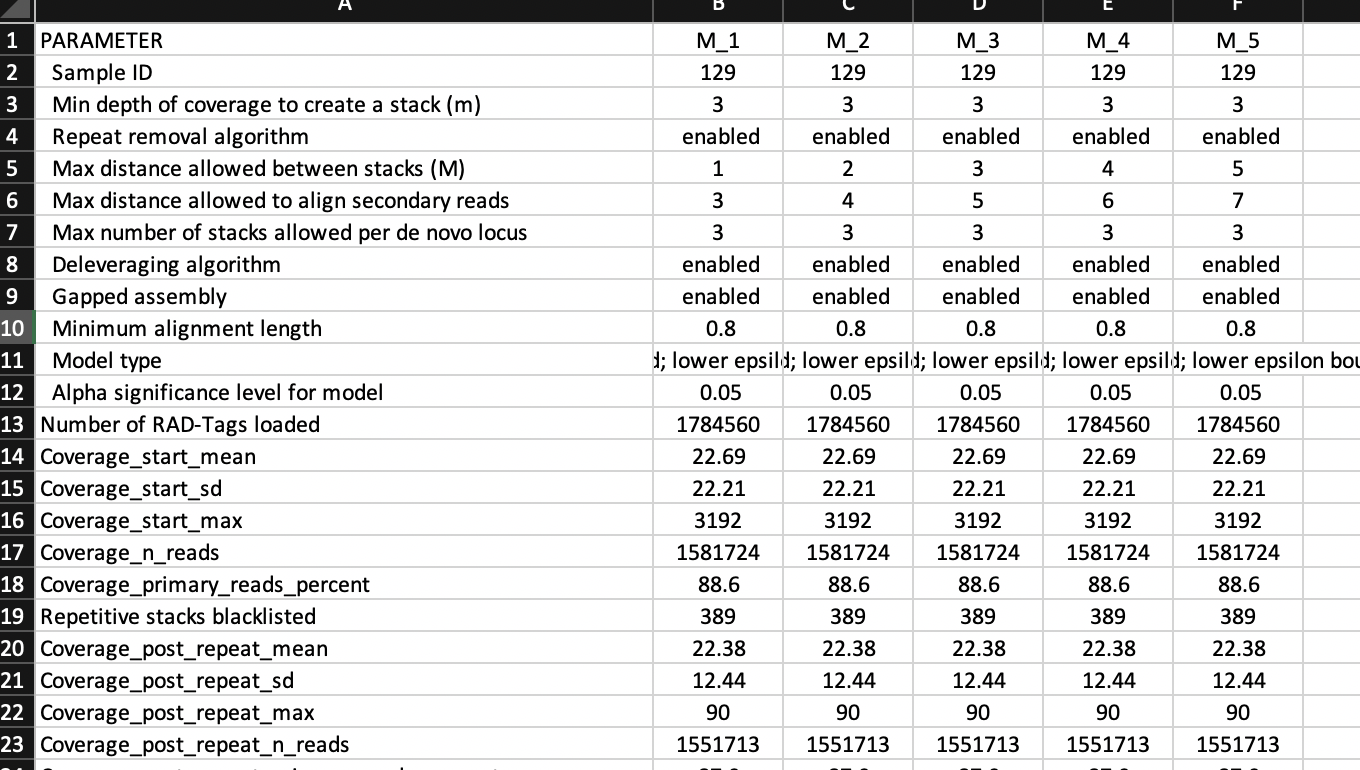 A B C D E F
1 PARAMETER M_1 M_2 M_3 M_4 M_5
2 Sample ID 129 129 129 129 129
3 Min depth of coverage to create a stack (m) 3 3 3 3 3
4 Repeat removal algorithm enabled enabled enabled enabled enabled
5 Max distance allowed between stacks (M) 1 2 3 4 5
6 Max distance allowed to align secondary reads 3 4 5 6 7
7 Max number of stacks allowed per de novo locus 3 3 3 3 3
8 Deleveraging algorithm enabled enabled enabled enabled enabled
9 Gapped assembly enabled enabled enabled enabled enabled
10 Minimum alignment length 0.8 0.8 0.8 0.8 0.8
11 Model type d; lower epsil d; lower epsil d; lower epsil d; lower epsil d; lower epsilon bou
12 Alpha significance level for model 0.05 0.05 0.05 0.05 0.05
13 Number of RAD-Tags loaded 1784560 1784560 1784560 1784560 1784560
14 Coverage_start_mean 22.69 22.69 22.69 22.69 22.69
15 Coverage_start_sd 22.21 22.21 22.21 22.21 22.21
16 Coverage_start_max 3192 3192 3192 3192 3192
17 Coverage_n_reads 1581724 1581724 1581724 1581724 1581724
18 Coverage_primary_reads_percent 88.6 88.6 88.6 88.6 88.6
19 Repetitive stacks blacklisted 389 389 389 389 389
20 Coverage_post_repeat_mean 22.38 22.38 22.38 22.38 22.38
21 Coverage_post_repeat_sd 12.44 12.44 12.44 12.44 12.44
22 Coverage_post_repeat_max 90 90 90 90 90
23 Coverage_post_repeat_n_reads 1551713 1551713 1551713 1551713 1551713